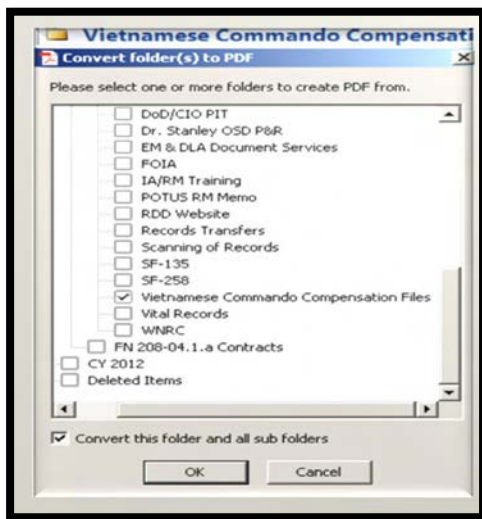 Vietnamese Commando Compensati
Convert folder(s) to PDF
Please select one or more folders to create PDF from.
DoD/CIO PIT
Dr. Stanley OSD P&R
EM & DLA Document Services
FOIA
IA/RM Training
POTUS RM Memo
RDD Website
Records Transfers
Scanning of Records
SF-135
SF-258
Vietnamese Commando Compensation Files
Vital Records
WNRC
FN 208-04.1.a Contracts
CY 2012
Deleted Items
Convert this folder and all sub folders
OK Cancel